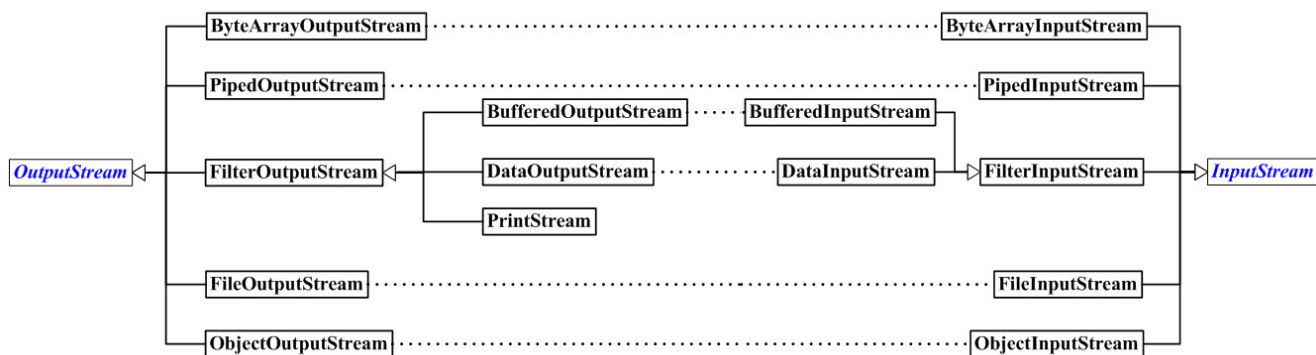 ByteArrayOutputStream ByteArrayInputStream
PipedOutputStream PipedInputStream
BufferedOutputStream BufferedInputStream
OutputStream FilterOutputStream DataOutputStream DataInputStream FilterInputStream InputStream
PrintStream
FileOutputStream FileInputStream
ObjectOutputStream ObjectInputStream